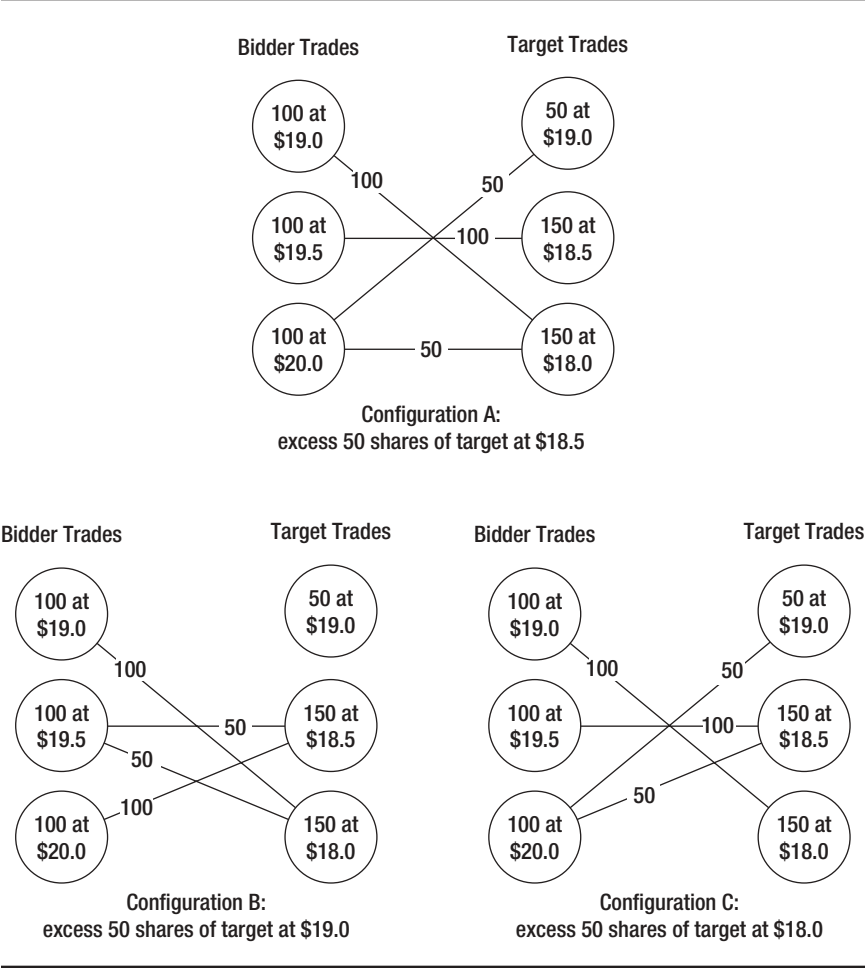 Bidder Trades
Target Trades
100 at
$19.0
50 at
$19.0
100
50
100 at
$19.5
100
150 at
$18.5
100 at
$20.0
50
150 at
$18.0
Configuration A:
excess 50 shares of target at $18.5
Bidder Trades
Target Trades
100 at
$19.0
50 at
$19.0
100
100 at
$19.5
50
150 at
$18.5
50
100
100 at
$20.0
150 at
$18.0
Configuration B:
excess 50 shares of target at $19.0
Bidder Trades
Target Trades
100 at
$19.0
50 at
$19.0
100
50
100 at
$19.5
100
150 at
$18.5
50
100 at
$20.0
150 at
$18.0
Configuration C:
excess 50 shares of target at $18.0